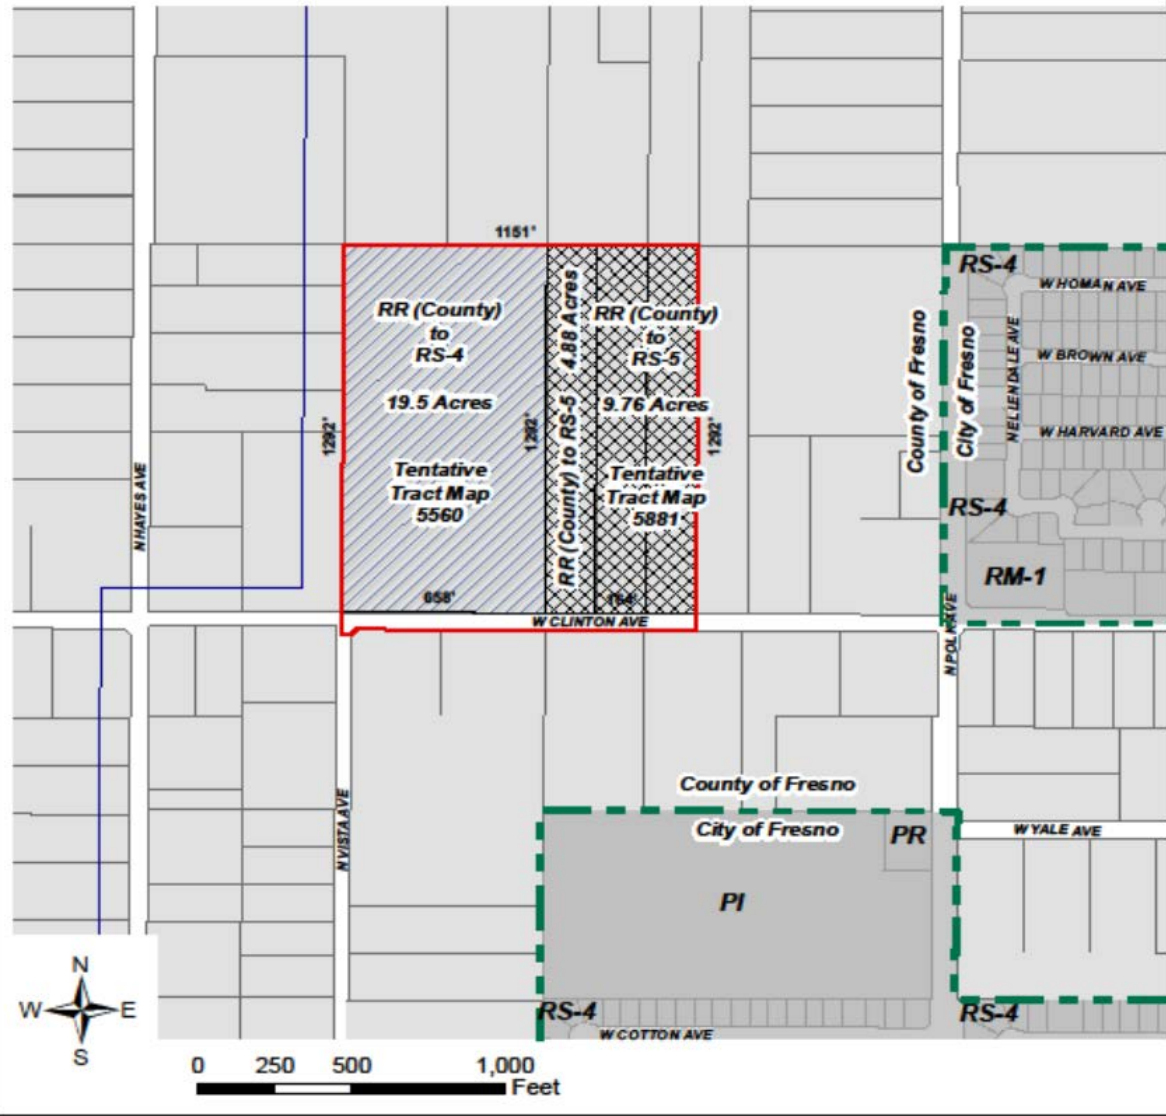 1151'
RS-4
W HOMAN AVE
RR (County)
to
RS-4
19.5 Acres
RR (County) to RS-5 4.88 Acres
RR (County)
to
RS-5
9.76 Acres
County of Fresno
City of Fresno
N ELLENDALE AVE
W BROWN AVE
W HARVARD AVE
1292'
1292'
1292'
N HAYES AVE
Tentative
Tract Map
5560
Tentative
Tract Map
5881
RS-4
RM-1
658'
164'
W CLINTON AVE
N POLK AVE
N VISTA AVE
County of Fresno
City of Fresno
PR
W YALE AVE
PI
N
W E
S
RS-4
RS-4
W COTTON AVE
0 250 500 1,000
Feet